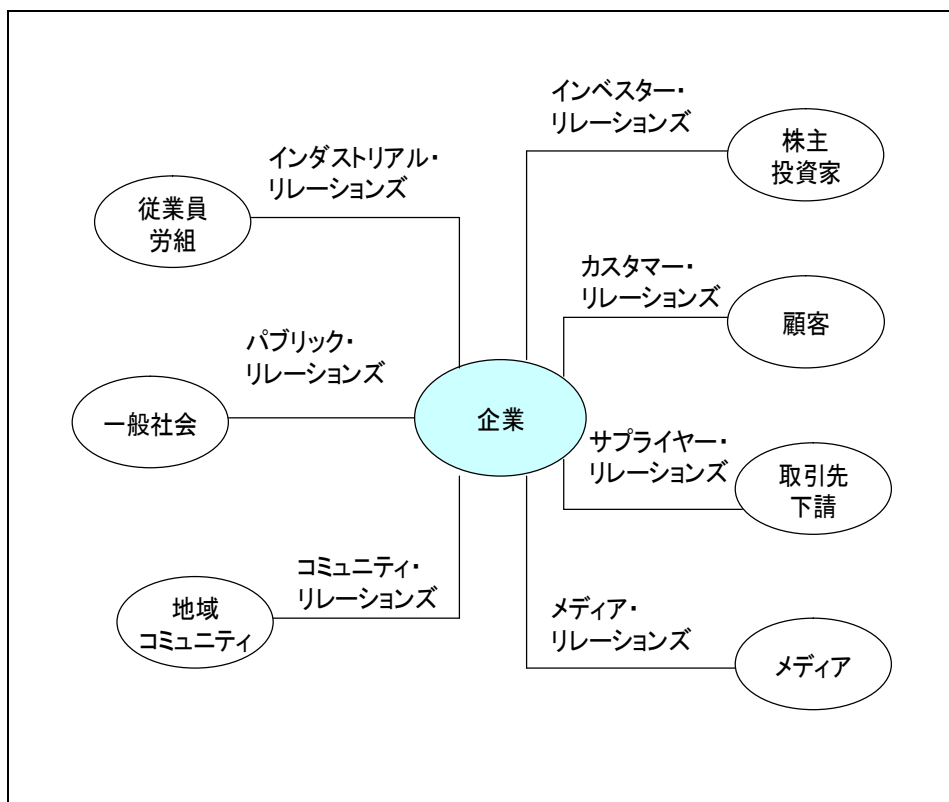 インベスター・
リレーションズ
株主
投資家
インダストリアル・
リレーションズ
従業員
労組
カスタマー・
リレーションズ
顧客
パブリック・
リレーションズ
一般社会
企業
サプライヤー・
リレーションズ
取引先
下請
コミュニティ・
リレーションズ
地域
コミュニティ
メディア・
リレーションズ
メディア